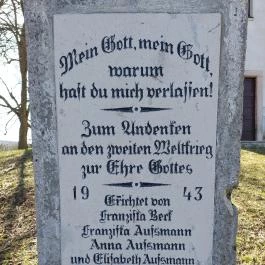 Mein Gott, mein Gott,
warum
hast du mich verlassen!
Zum Andenken
an den zweiten Weltkrieg
zur Ehre Gottes
19 43
Erichtet von
Franziska Beck
Franziska Aufsmann
Anna Aufsmann
und Elisabeth Aufsmann